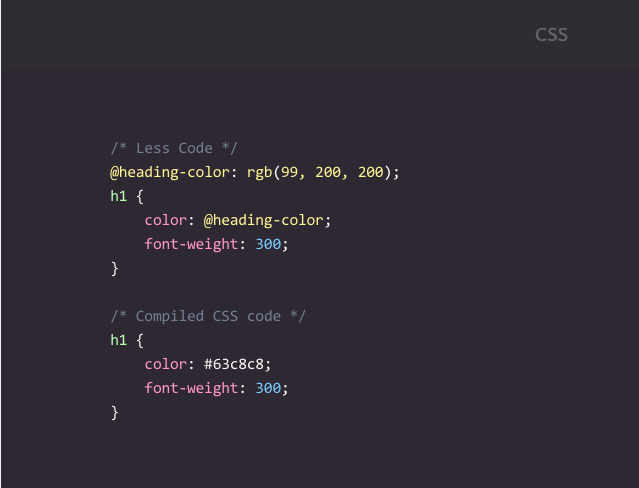 CSS
/* Less Code */
@heading-color: rgb(99, 200, 200);
h1 {
    color: @heading-color;
    font-weight: 300;
}

/* Compiled CSS code */
h1 {
    color: #63c8c8;
    font-weight: 300;
}